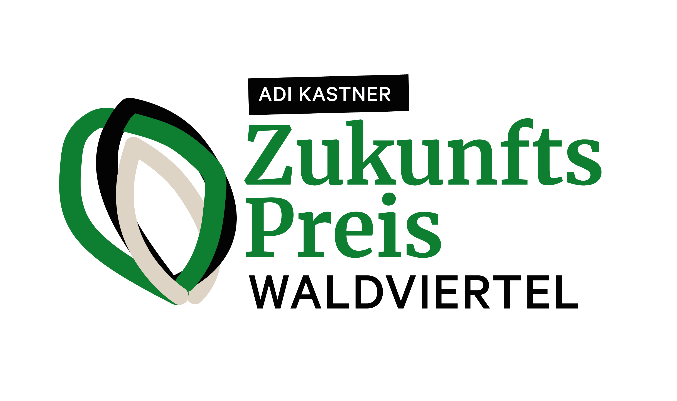 ADI KASTNER
Zukunfts
Preis
WALDVIERTEL